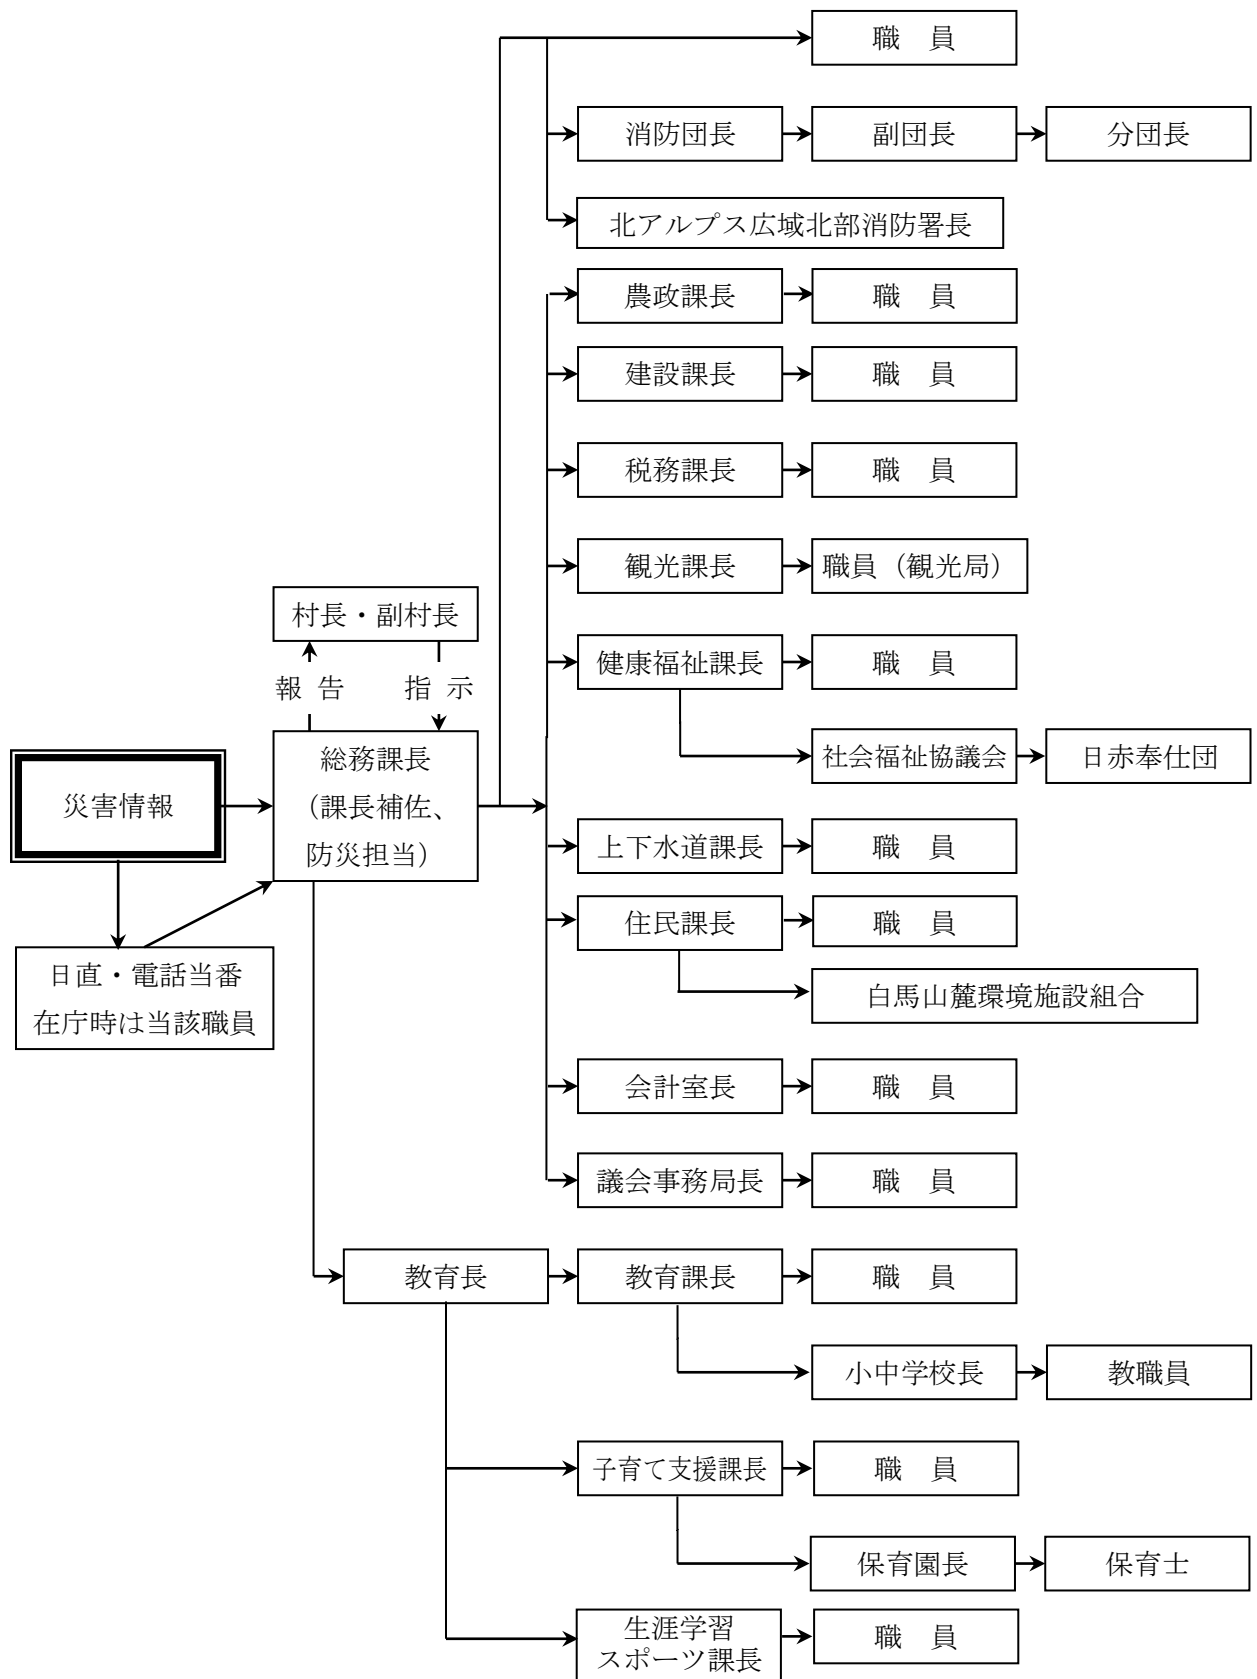 職　員
消防団長
副団長
分団長
北アルプス広域北部消防署長
農政課長
職　員
建設課長
職　員
税務課長
職　員
観光課長
職員（観光局）
村長・副村長
報 告
指 示
健康福祉課長
職　員
社会福祉協議会
日赤奉仕団
災害情報
総務課長
（課長補佐、
防災担当）
上下水道課長
職　員
住民課長
職　員
白馬山麓環境施設組合
日直・電話当番
在庁時は当該職員
会計室長
職　員
議会事務局長
職　員
教育長
教育課長
職　員
小中学校長
教職員
子育て支援課長
職　員
保育園長
保育士
生涯学習
スポーツ課長
職　員